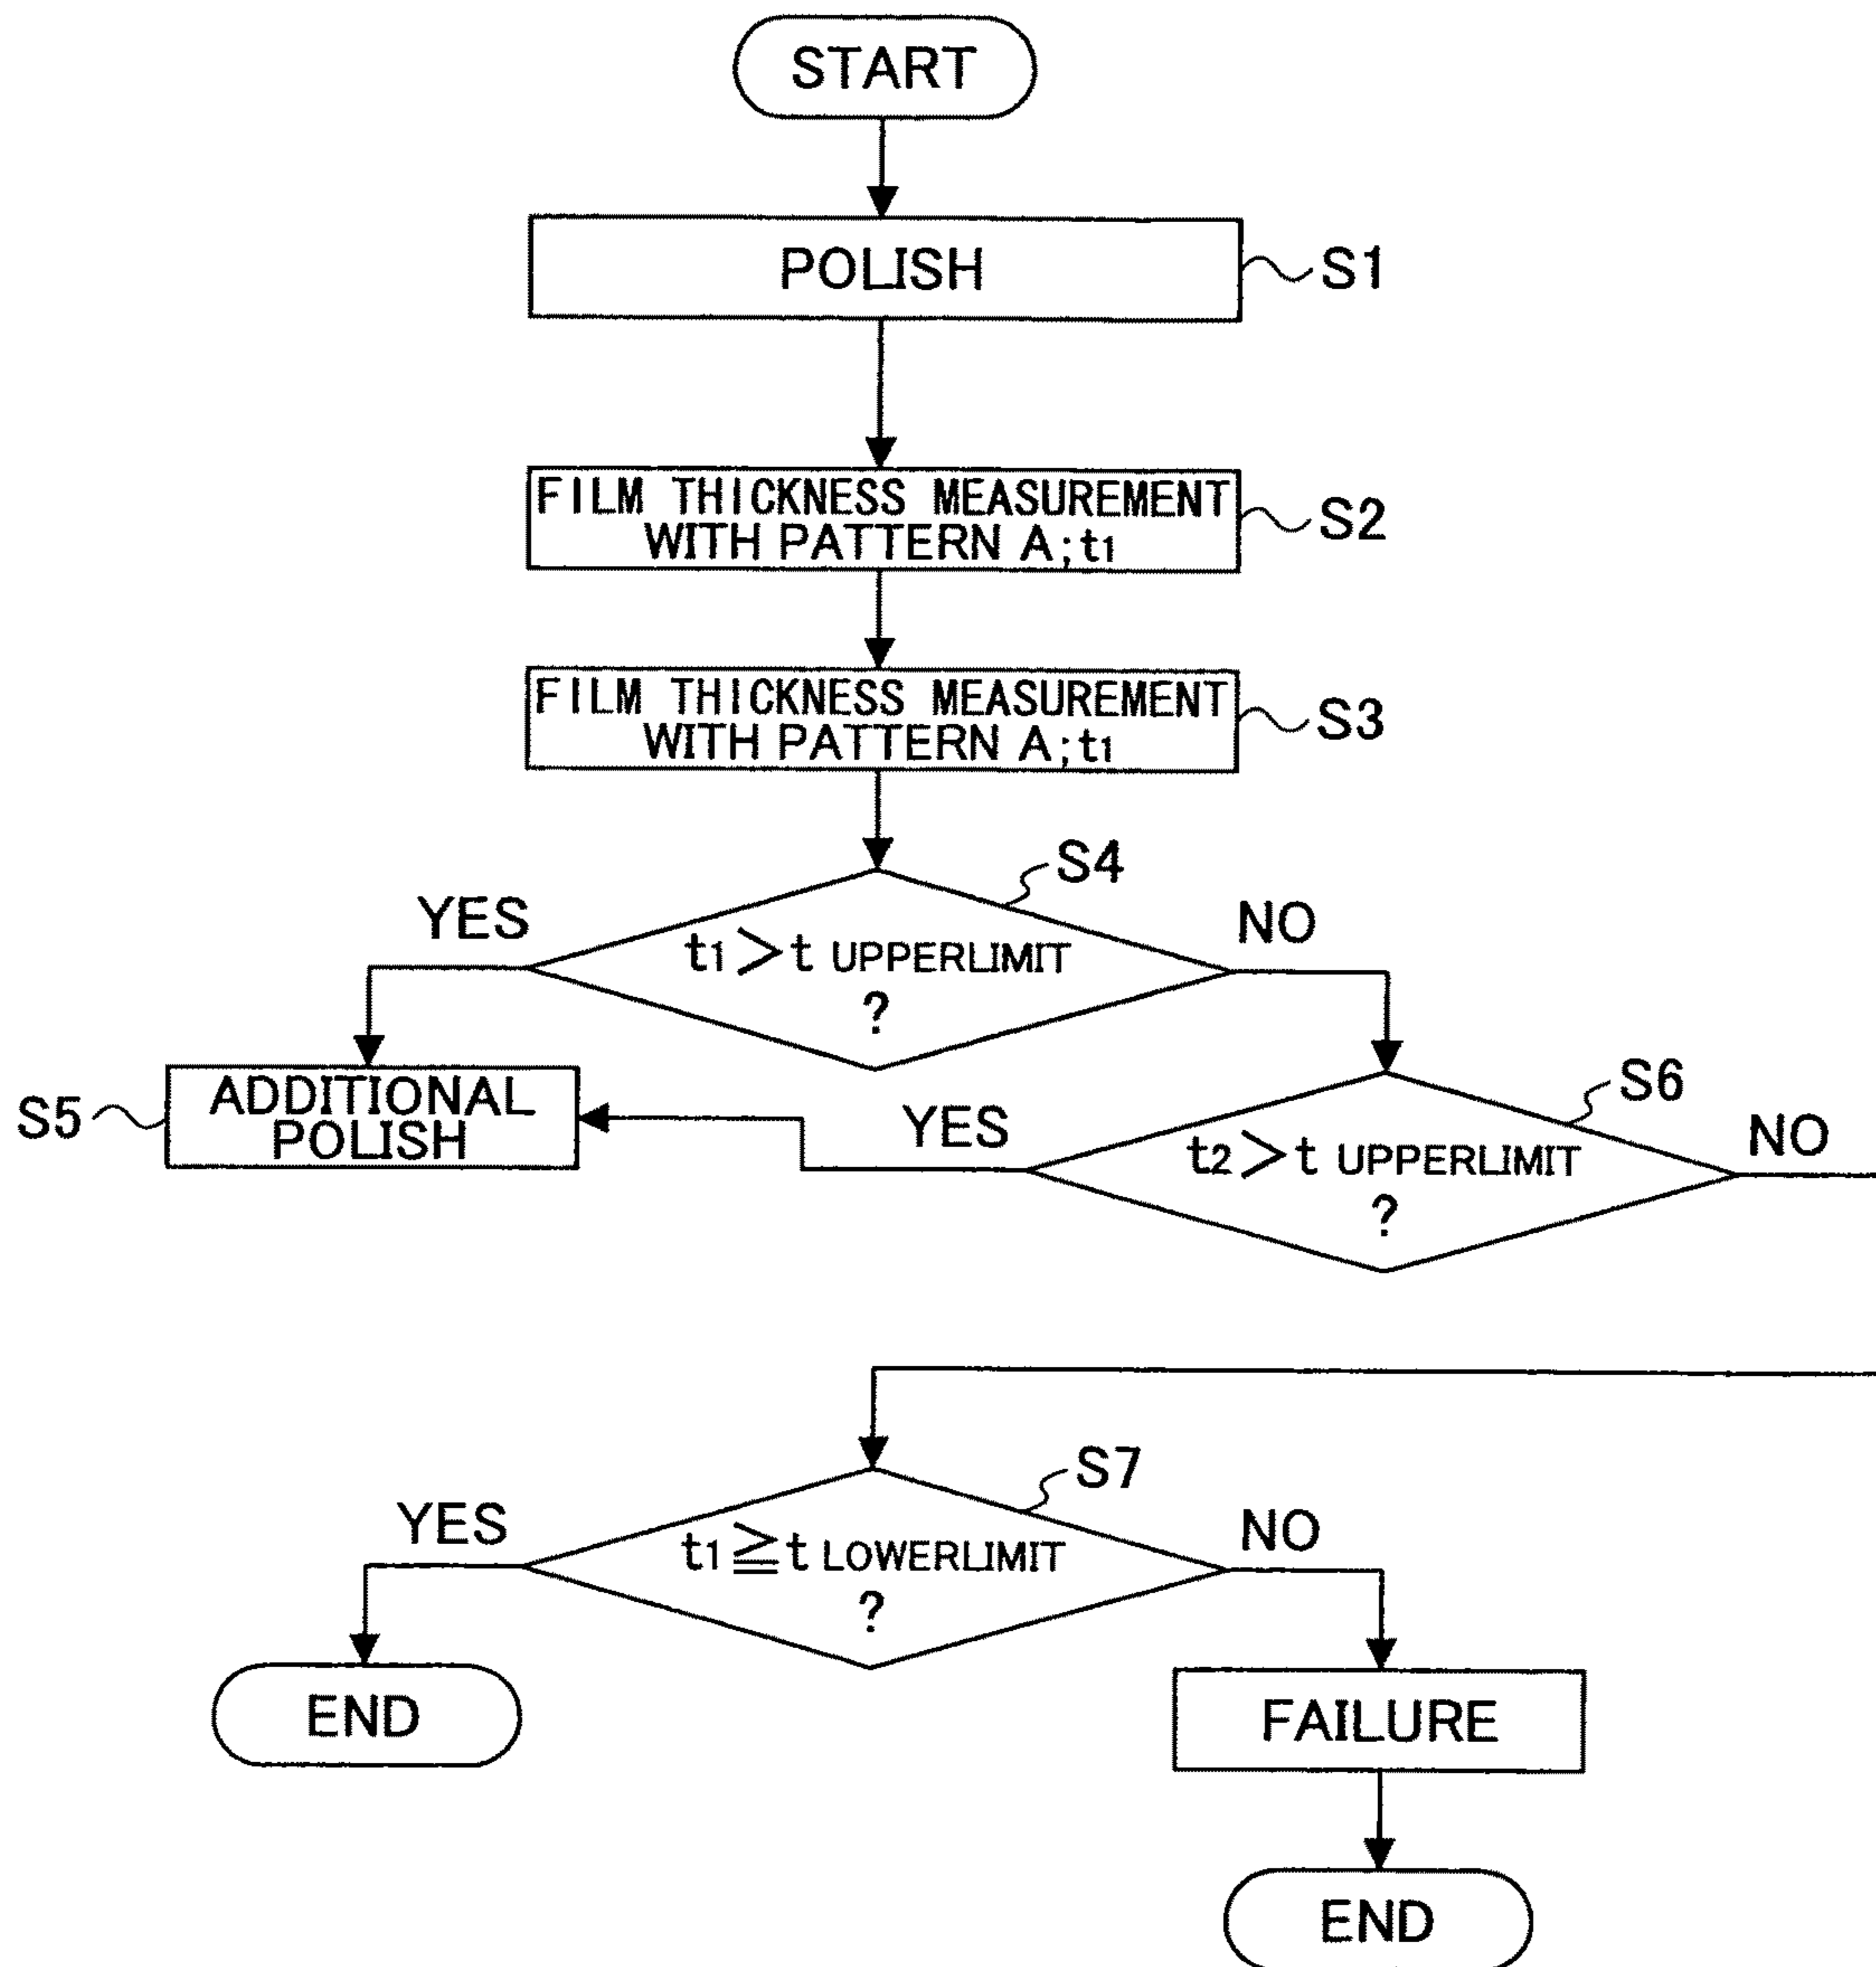 START
POLISH
S1
FILM THICKNESS MEASUREMENT
WITH PATTERN A;t1
S2
FILM THICKNESS MEASUREMENT
WITH PATTERN A;t1
S3
S4
YES
NO
t1>t UPPERLIMIT
?
S5
ADDITIONAL
POLISH
S6
YES
NO
t2>t UPPERLIMIT
?
S7
YES
NO
t1≧t LOWERLIMIT
?
END
FAILURE
END